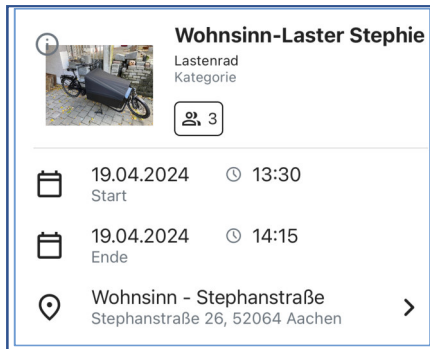 Wohnsinn-Laster Stephie
Lastenrad
Kategorie
3
19.04.2024 13:30
Start
19.04.2024 14:15
Ende
Wohnsinn - Stephanstraße
Stephanstraße 26, 52064 Aachen